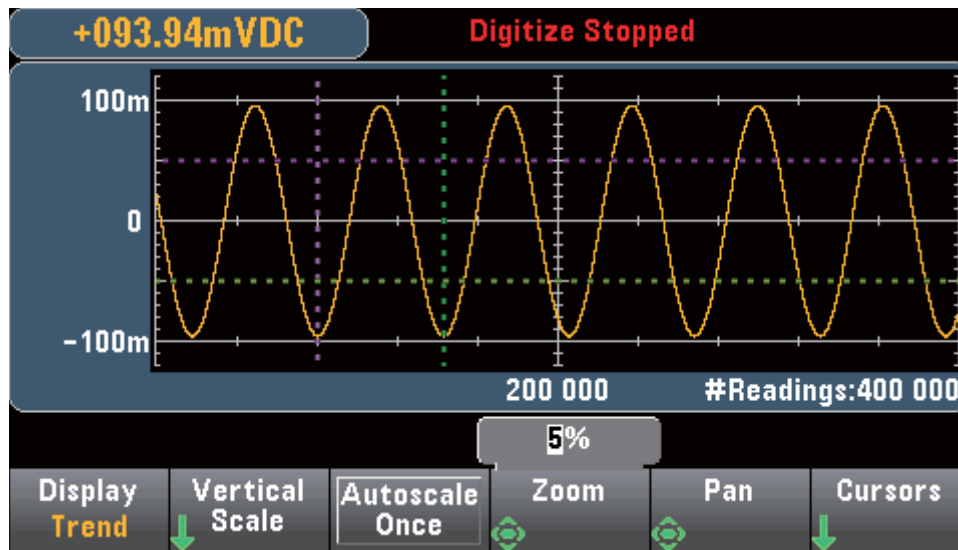 +093.94mVDC
Digitize Stopped
100m
0
-100m
200 000
#Readings:400 000
5%
Display
Trend
Vertical
Scale
Autoscale
Once
Zoom
Pan
Cursors